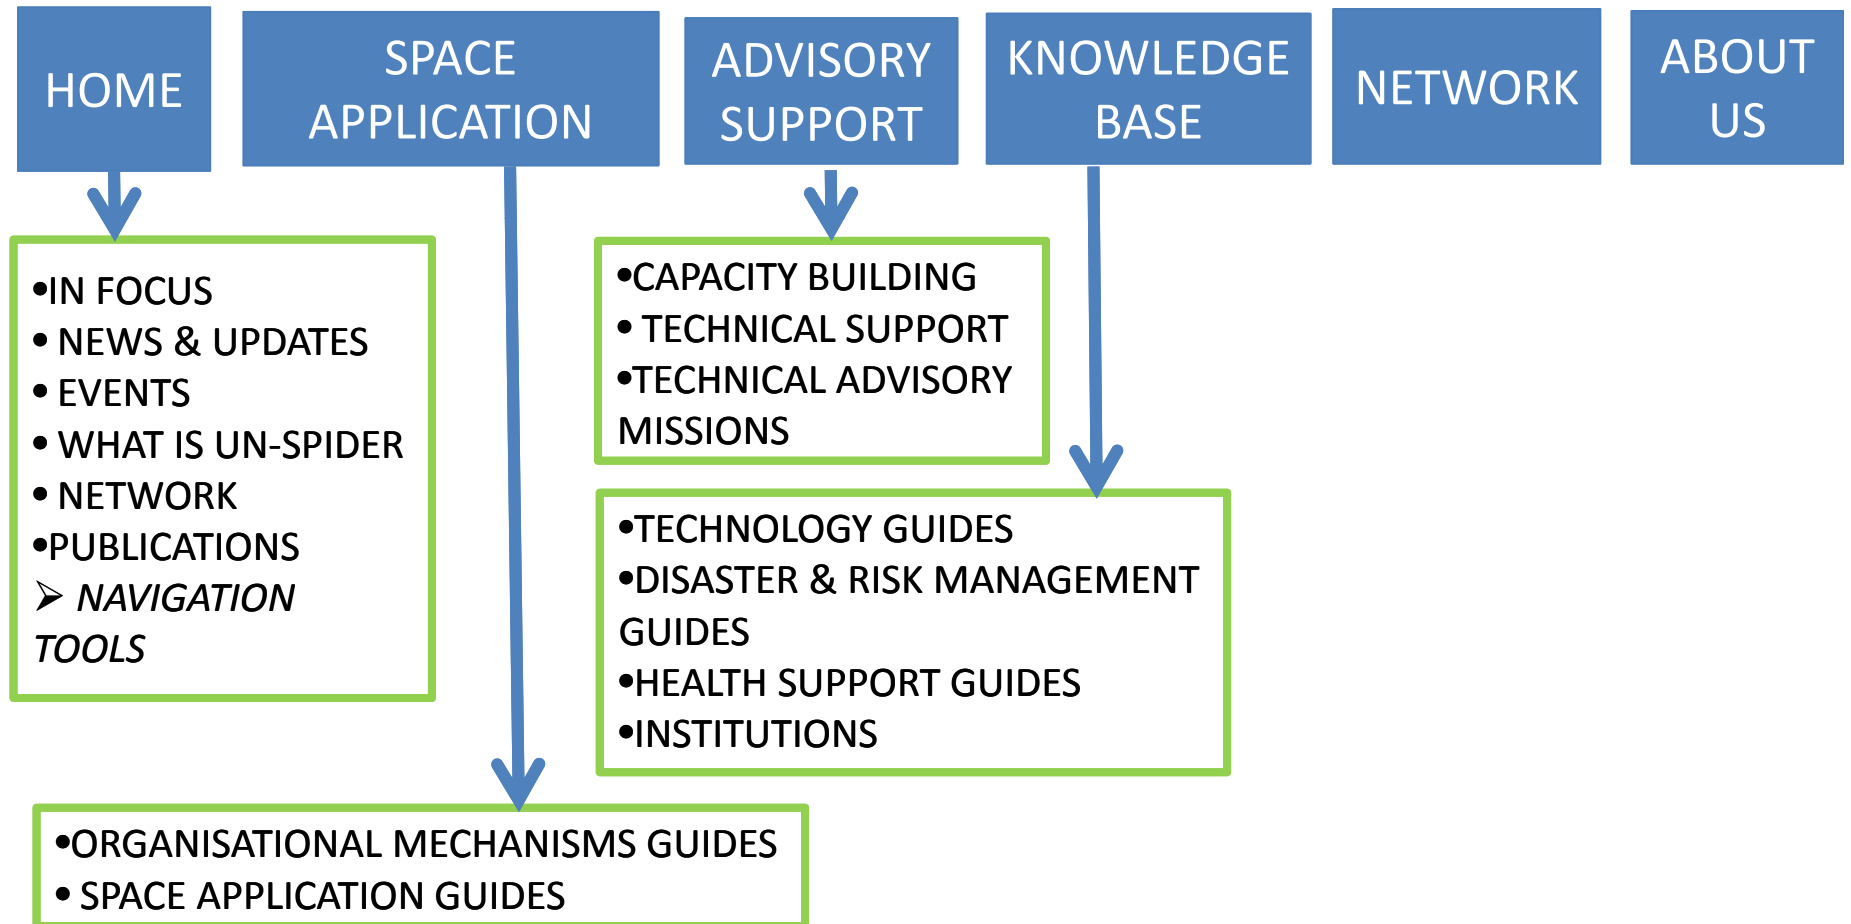 HOME
SPACE
APPLICATION
ADVISORY
SUPPORT
KNOWLEDGE
BASE
NETWORK
ABOUT
US
•IN FOCUS
• NEWS & UPDATES
• EVENTS
• WHAT IS UN-SPIDER
• NETWORK
•PUBLICATIONS
➢ NAVIGATION
TOOLS
•CAPACITY BUILDING
• TECHNICAL SUPPORT
•TECHNICAL ADVISORY
MISSIONS
•TECHNOLOGY GUIDES
•DISASTER & RISK MANAGEMENT
GUIDES
•HEALTH SUPPORT GUIDES
•INSTITUTIONS
•ORGANISATIONAL MECHANISMS GUIDES
• SPACE APPLICATION GUIDES